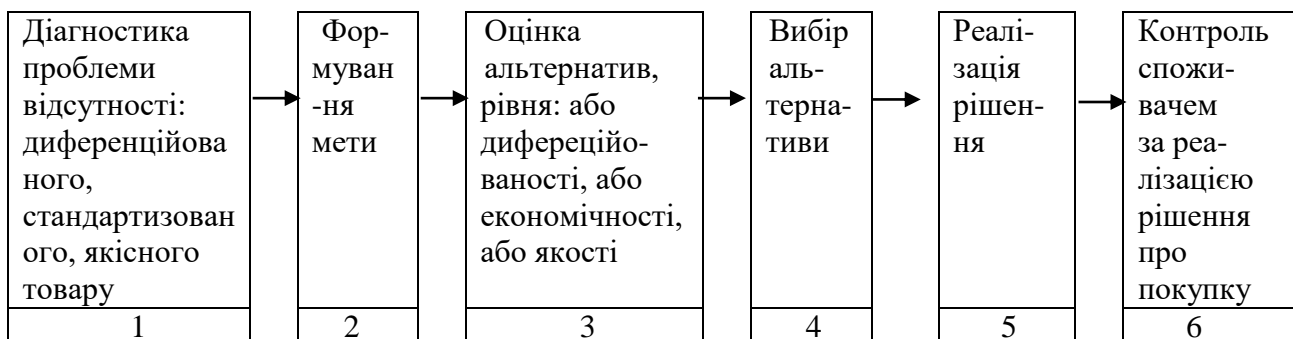 Діагностика
проблеми
відсутності:
диференційова
ного,
стандартизован
ого, якісного
товару
1
Фор-
муван
-ня
мети
2
Оцінка
альтернатив,
рівня: або
дифереційо-
ваності, або
економічності,
або якості
3
Вибір
аль-
терна-
тиви
4
Реалі-
зація
рішен-
ня
5
Контроль
спожи-
вачем
за реа-
лізацією
рішення
про
покупку
6